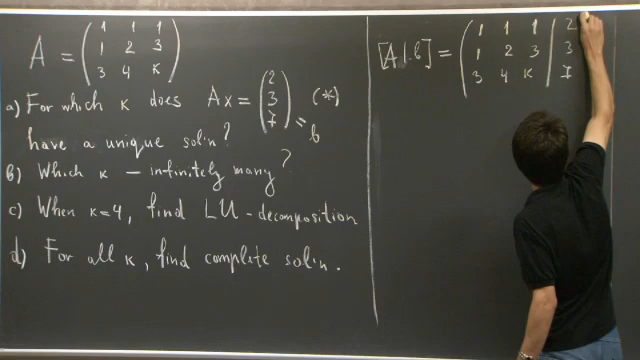 A = ( 1 1 1
1 2 3
3 4 K )
a) For which K does Ax = ( 2 3 7 ) = b (*)
have a unique sol'n?
b) Which K — infinitely many?
c) When K=4, find LU-decomposition
d) For all K, find complete sol'n.
[A|b] = ( 1 1 1 | 2
1 2 3 | 3
3 4 K | 7